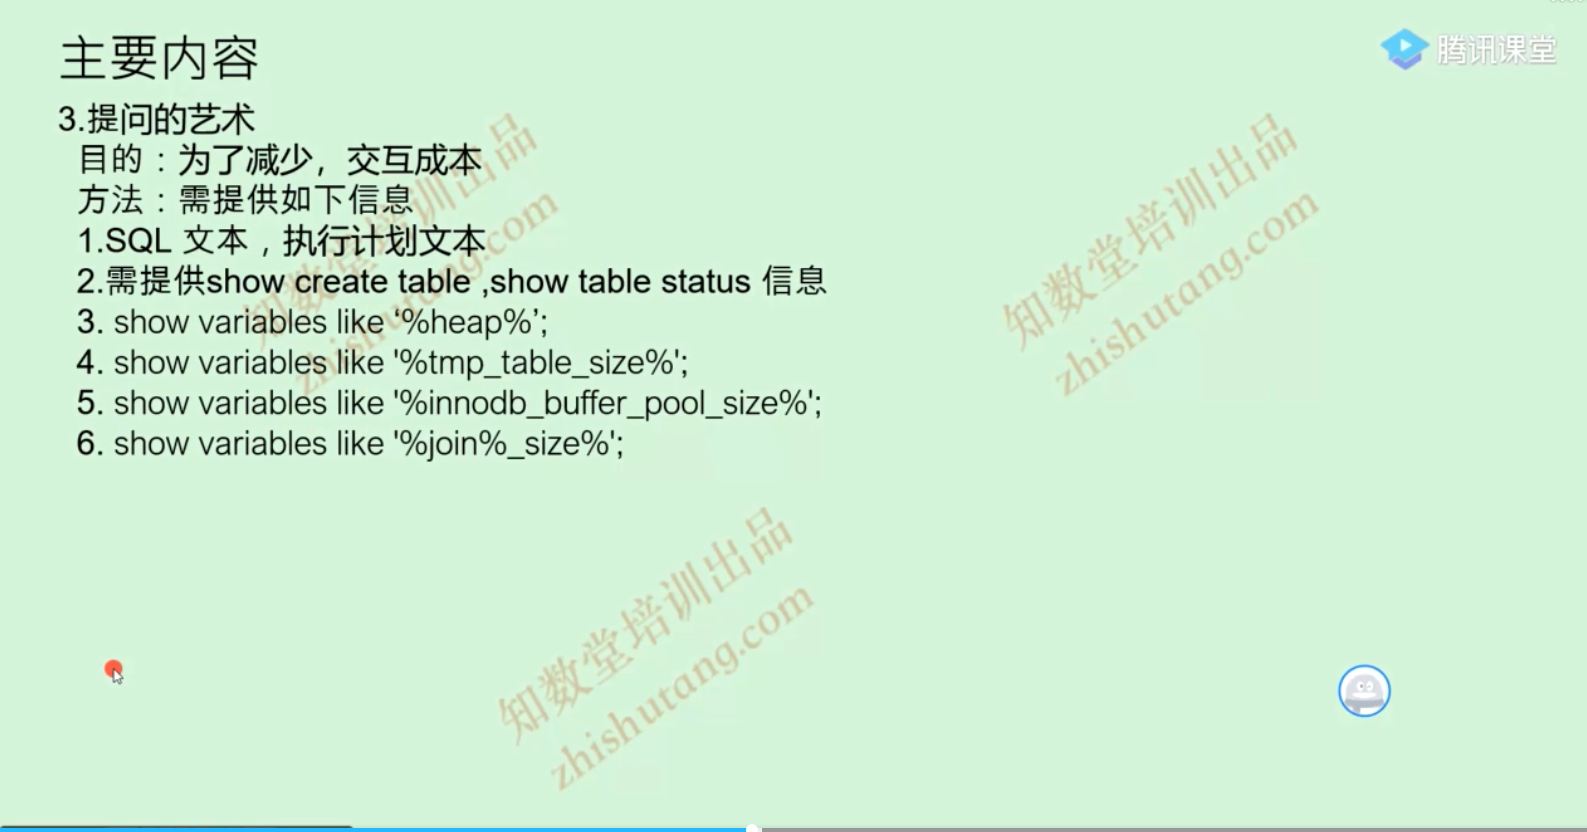 主要内容
腾讯课堂
3.提问的艺术
目的：为了减少，交互成本
方法：需提供如下信息
1.SQL 文本，执行计划文本
2.需提供show create table ,show table status 信息
3. show variables like ‘%heap%’;
4. show variables like '%tmp_table_size%';
5. show variables like '%innodb_buffer_pool_size%';
6. show variables like '%join%_size%';
知数堂培训出品
zhishutang.com
知数堂培训出品
zhishutang.com
知数堂培训出品
zhishutang.com